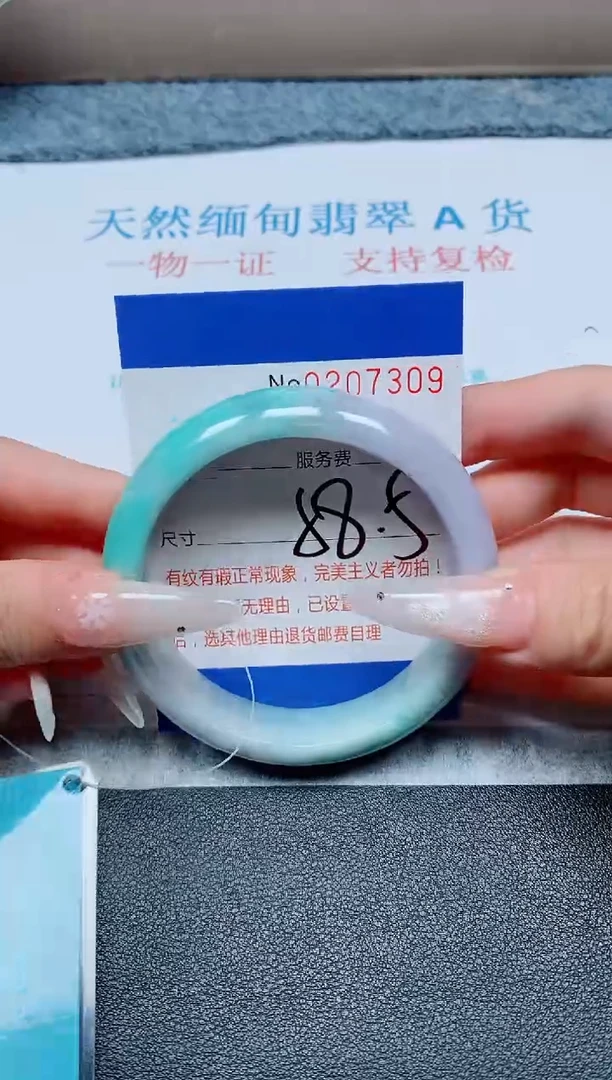 天然缅甸翡翠 A 货
一物一证 支持复检
No0207309
服务费
尺寸 58.5
有纹有瑕正常现象，完美主义者勿拍！
无理由，已设置
选其他理由退货邮费自理